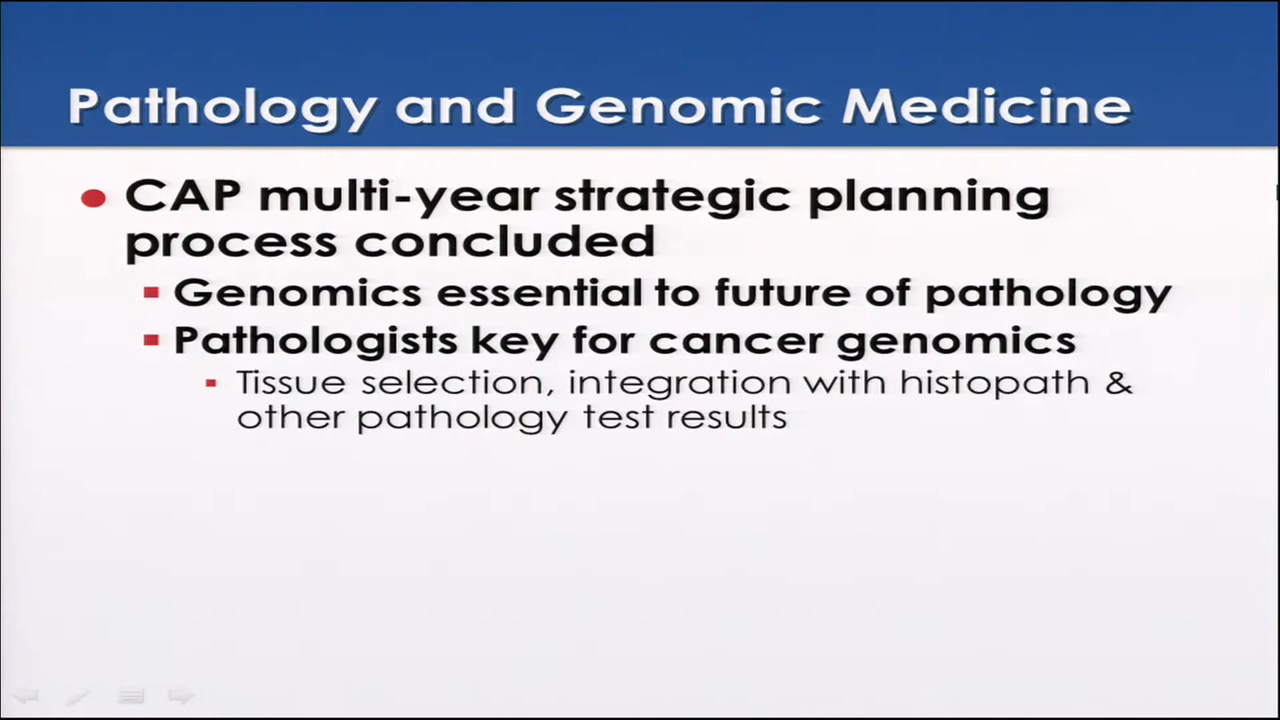 Pathology and Genomic Medicine
CAP multi-year strategic planning
process concluded
Genomics essential to future of pathology
Pathologists key for cancer genomics
Tissue selection, integration with histopath &
other pathology test results